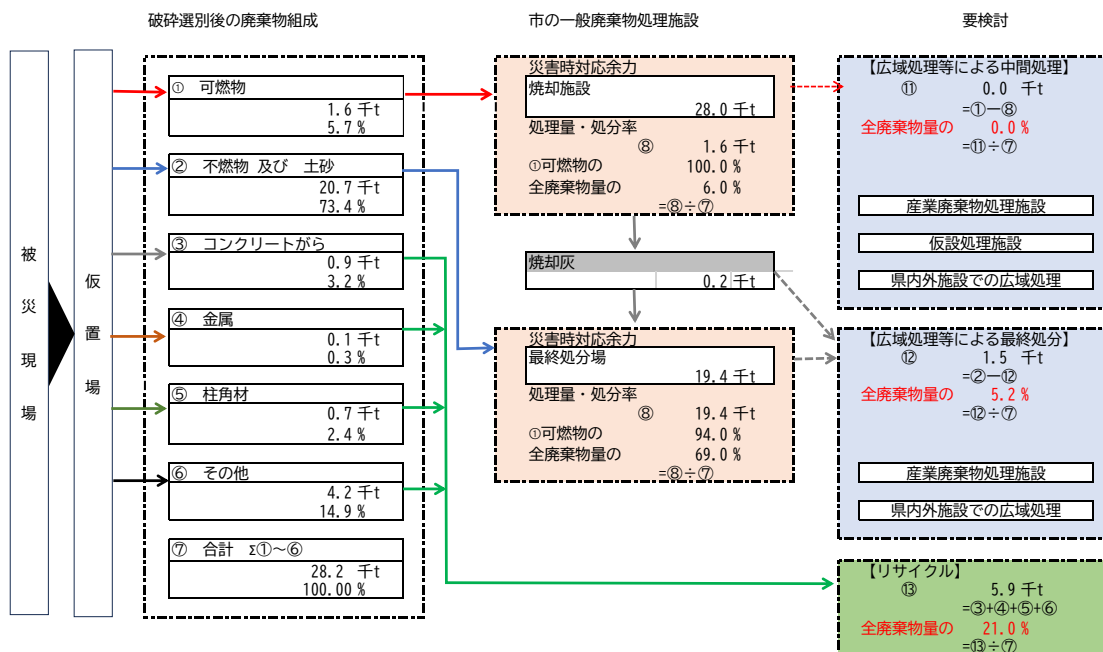 破砕選別後の廃棄物組成
市の一般廃棄物処理施設
要検討
被災現場
仮置場
① 可燃物
1.6 千t
5.7 %
② 不燃物 及び 土砂
20.7 千t
73.4 %
③ コンクリートがら
0.9 千t
3.2 %
④ 金属
0.1 千t
0.3 %
⑤ 柱角材
0.7 千t
2.4 %
⑥ その他
4.2 千t
14.9 %
⑦ 合計 Σ①～⑥
28.2 千t
100.00 %
災害時対応余力
焼却施設
28.0 千t
処理量・処分率
⑧ 1.6 千t
①可燃物の 100.0 %
全廃棄物量の 6.0 %
=⑧÷⑦
焼却灰
0.2 千t
災害時対応余力
最終処分場
19.4 千t
処理量・処分率
⑧ 19.4 千t
①可燃物の 94.0 %
全廃棄物量の 69.0 %
=⑧÷⑦
【広域処理等による中間処理】
⑪ 0.0 千t
=①―⑧
全廃棄物量の 0.0 %
=⑪÷⑦
産業廃棄物処理施設
仮設処理施設
県内外施設での広域処理
【広域処理等による最終処分】
⑫ 1.5 千t
=②―⑫
全廃棄物量の 5.2 %
=⑫÷⑦
産業廃棄物処理施設
県内外施設での広域処理
【リサイクル】
⑬ 5.9 千t
=③+④+⑤+⑥
全廃棄物量の 21.0 %
=⑬÷⑦